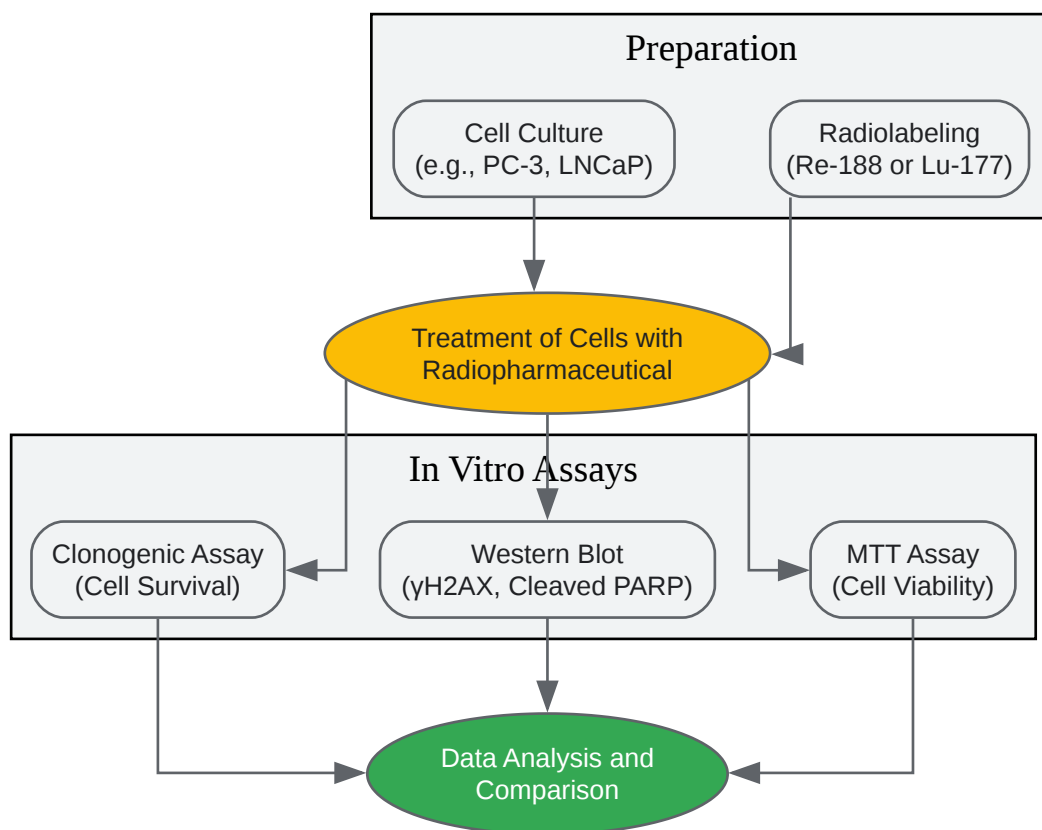 Preparation
Cell Culture
(e.g., PC-3, LNCaP)
Radiolabeling
(Re-188 or Lu-177)
Treatment of Cells with
Radiopharmaceutical
In Vitro Assays
Clonogenic Assay
(Cell Survival)
Western Blot
(γH2AX, Cleaved PARP)
MTT Assay
(Cell Viability)
Data Analysis and
Comparison